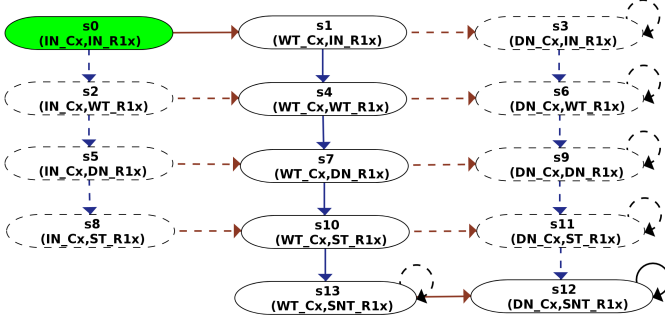 s0
(IN_Cx,IN_R1x)
s1
(WT_Cx,IN_R1x)
s3
(DN_Cx,IN_R1x)
s2
(IN_Cx,WT_R1x)
s4
(WT_Cx,WT_R1x)
s6
(DN_Cx,WT_R1x)
s5
(IN_Cx,DN_R1x)
s7
(WT_Cx,DN_R1x)
s9
(DN_Cx,DN_R1x)
s8
(IN_Cx,ST_R1x)
s10
(WT_Cx,ST_R1x)
s11
(DN_Cx,ST_R1x)
s13
(WT_Cx,SNT_R1x)
s12
(DN_Cx,SNT_R1x)